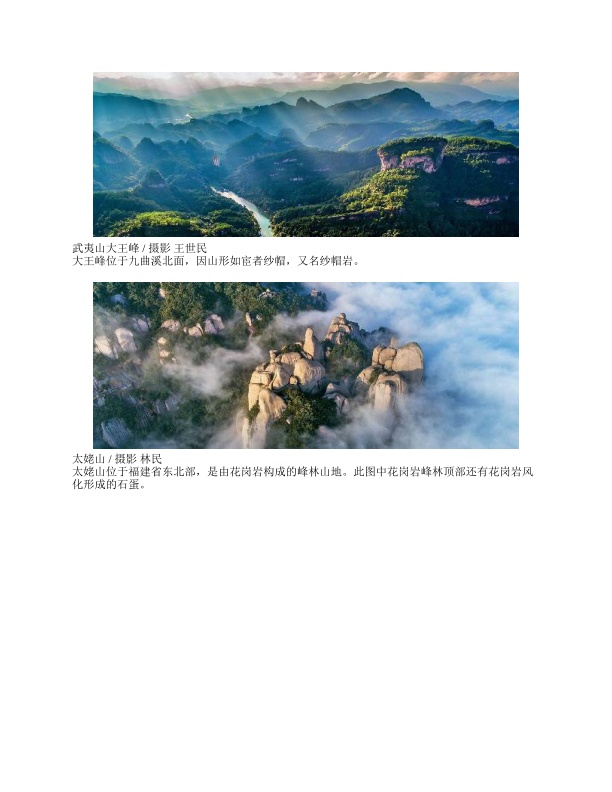 武夷山大王峰 / 摄影 王世民
大王峰位于九曲溪北面，因山形如宦者纱帽，又名纱帽岩。
太姥山 / 摄影 林民
太姥山位于福建省东北部，是由花岗岩构成的峰林山地。此图中花岗岩峰林顶部还有花岗岩风
化形成的石蛋。